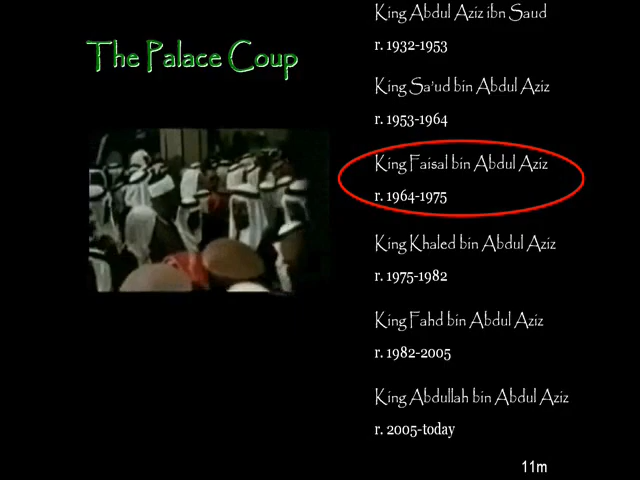 The Palace Coup
King Abdul Aziz ibn Saud
r. 1932-1953
King Sa'ud bin Abdul Aziz
r. 1953-1964
King Faisal bin Abdul Aziz
r. 1964-1975
King Khaled bin Abdul Aziz
r. 1975-1982
King Fahd bin Abdul Aziz
r. 1982-2005
King Abdullah bin Abdul Aziz
r. 2005-today
11m